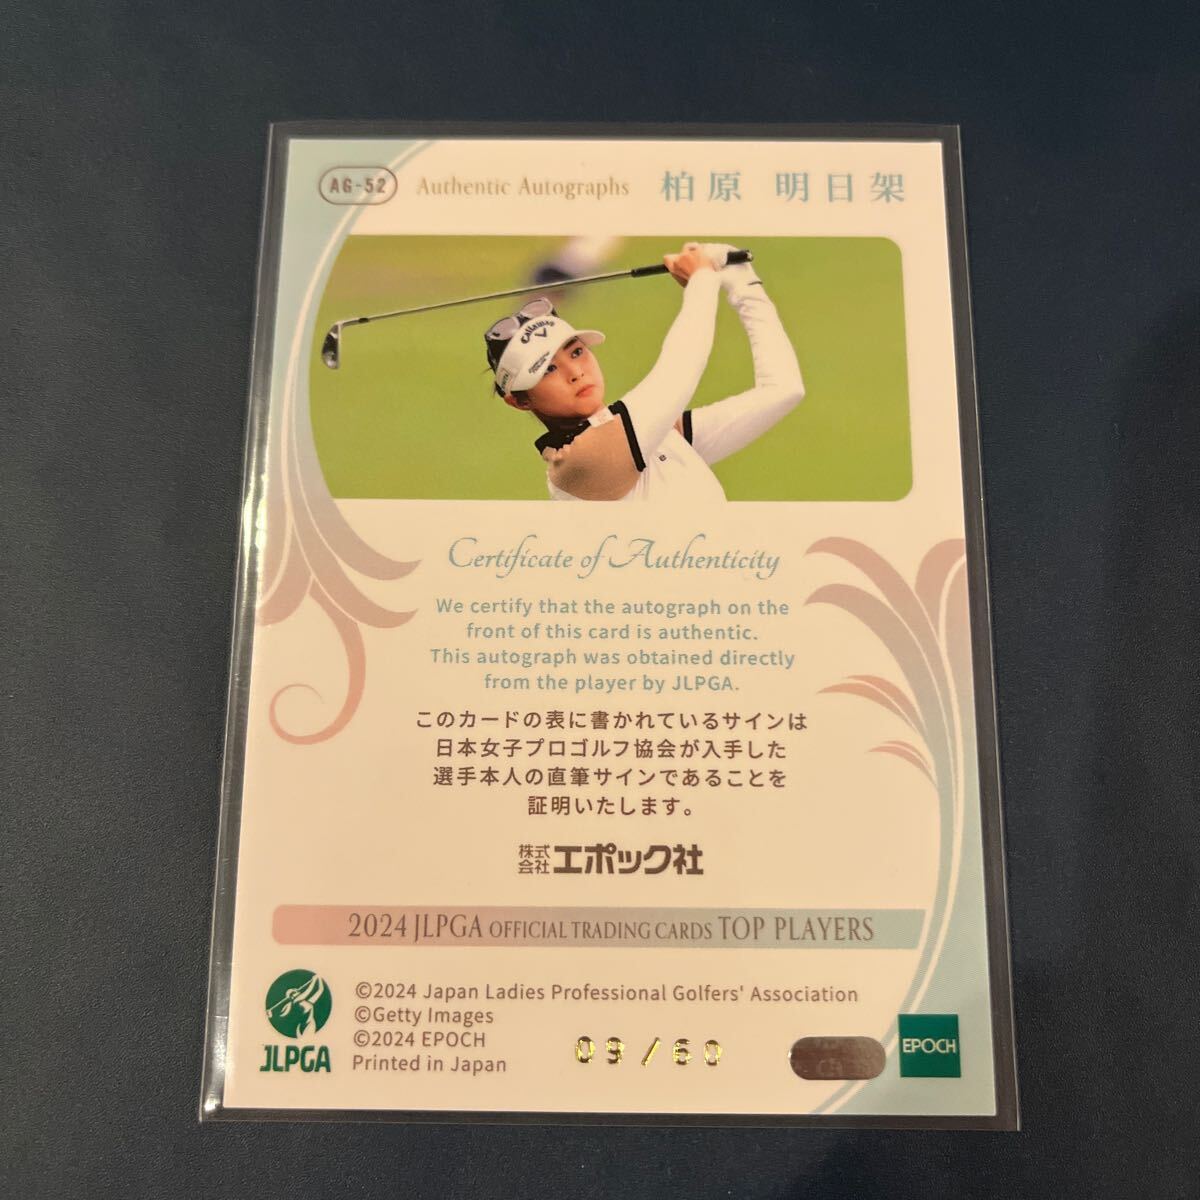 AG-52 Authentic Autographs 柏原 明日架
Callaway
Certificate of Authenticity
We certify that the autograph on the
front of this card is authentic.
This autograph was obtained directly
from the player by JLPGA.
このカードの表に書かれているサインは
日本女子プロゴルフ協会が入手した
選手本人の直筆サインであることを
証明いたします。
株式会社エポック社
2024 JLPGA OFFICIAL TRADING CARDS TOP PLAYERS
©2024 Japan Ladies Professional Golfers' Association
©Getty Images
©2024 EPOCH
Printed in Japan
JLPGA
09/60
EPOCH